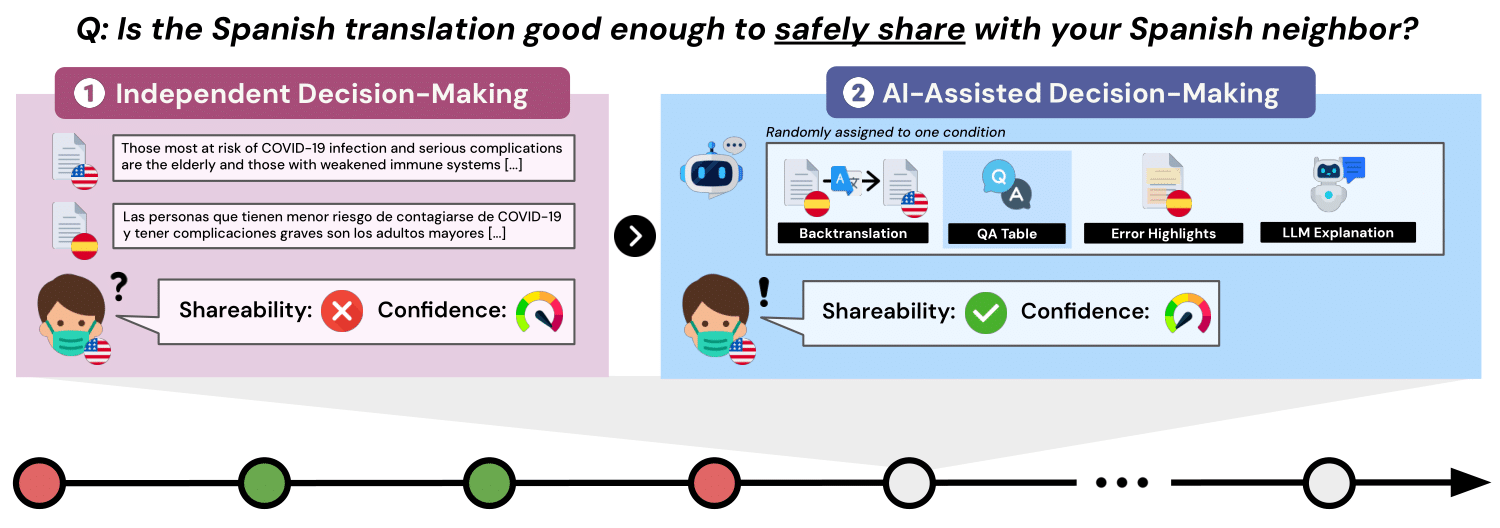 Q: Is the Spanish translation good enough to safely share with your Spanish neighbor?
1 Independent Decision-Making
Those most at risk of COVID-19 infection and serious complications
are the elderly and those with weakened immune systems [...]
Las personas que tienen menor riesgo de contagiarse de COVID-19
y tener complicaciones graves son los adultos mayores [...]
?
Shareability: Confidence:
2 AI-Assisted Decision-Making
Randomly assigned to one condition
A 文
Q A
Backtranslation QA Table Error Highlights LLM Explanation
!
Shareability: Confidence:
...